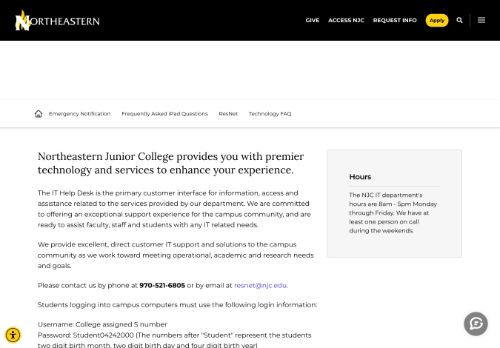 NORTHEASTERN
GIVE ACCESS NJC REQUEST INFO Apply
Emergency Notification Frequently Asked iPad Questions ResNet Technology FAQ
Northeastern Junior College provides you with premier
technology and services to enhance your experience.
The IT Help Desk is the primary customer interface for information, access and
assistance related to the services provided by our department. We are committed
to offering an exceptional support experience for the campus community, and are
ready to assist faculty, staff and students with any IT related needs.
We provide excellent, direct customer IT support and solutions to the campus
community as we work toward meeting operational, academic and research needs
and goals.
Please contact us by phone at 970-521-6805 or by email at resnet@njc.edu.
Students logging into campus computers must use the following login information:
Username: College assigned S number
Password: Student04242000 (The numbers after "Student" represent the students
two digit birth month, two digit birth day and four digit birth year)
Hours
The NJC IT department's
hours are 8am - 5pm Monday
through Friday. We have at
least one person on call
during the weekends.